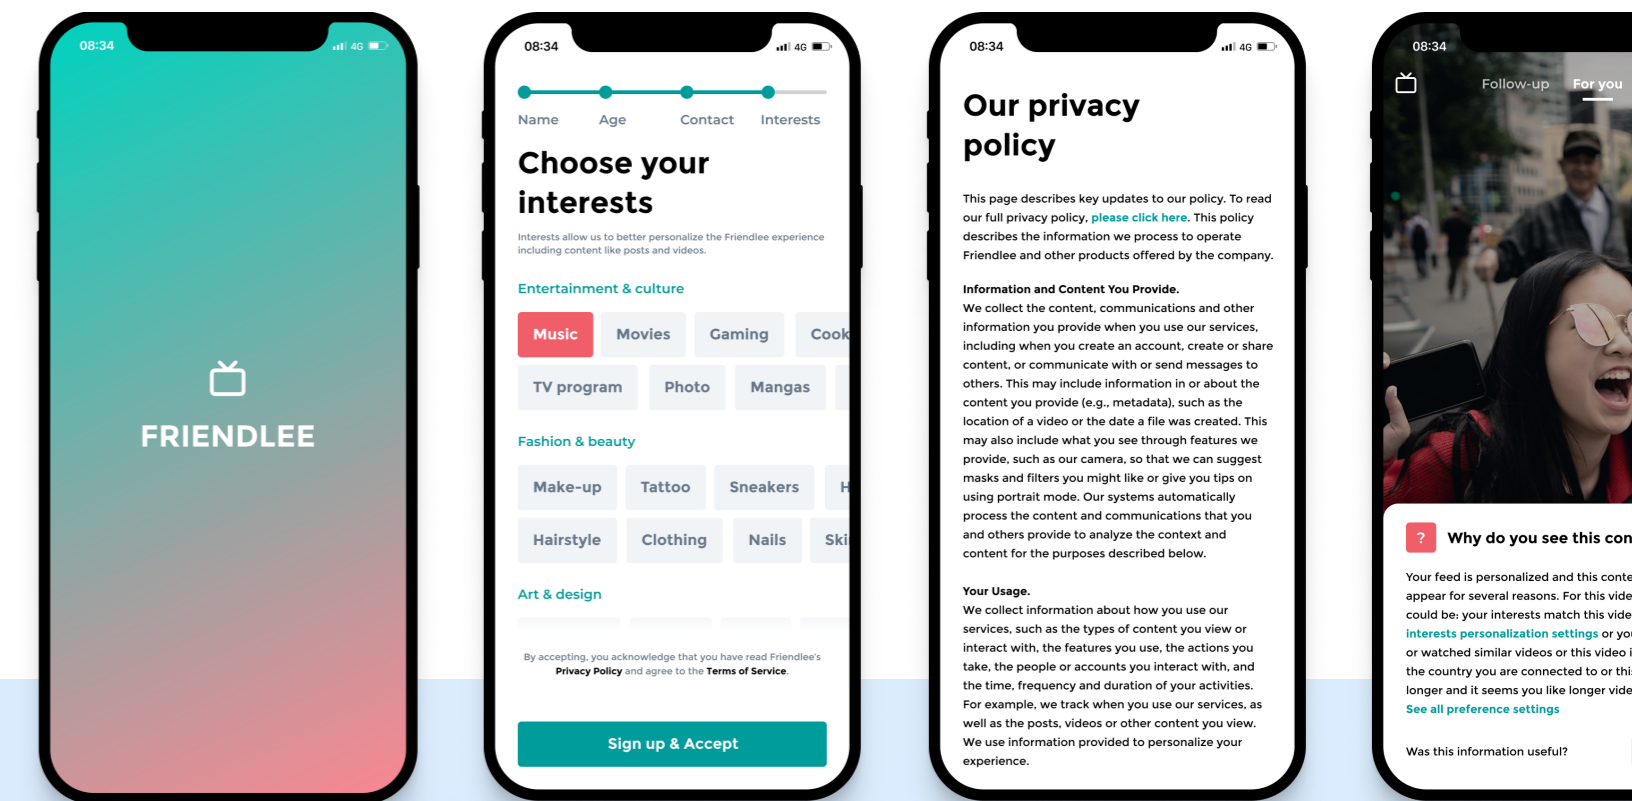 08:34
4G
FRIENDLEE
08:34
4G
Name Age Contact Interests
Choose your
interests
Interests allow us to better personalize the Friendlee experience
including content like posts and videos.
Entertainment & culture
Music Movies Gaming Cook
TV program Photo Mangas
Fashion & beauty
Make-up Tattoo Sneakers H
Hairstyle Clothing Nails Ski
Art & design
By accepting, you acknowledge that you have read Friendlee's
Privacy Policy and agree to the Terms of Service.
Sign up & Accept
08:34
4G
Our privacy
policy
This page describes key updates to our policy. To read
our full privacy policy, please click here. This policy
describes the information we process to operate
Friendlee and other products offered by the company.
Information and Content You Provide.
We collect the content, communications and other
information you provide when you use our services,
including when you create an account, create or share
content, or communicate with or send messages to
others. This may include information in or about the
content you provide (e.g., metadata), such as the
location of a video or the date a file was created. This
may also include what you see through features we
provide, such as our camera, so that we can suggest
masks and filters you might like or give you tips on
using portrait mode. Our systems automatically
process the content and communications that you
and others provide to analyze the context and
content for the purposes described below.
Your Usage.
We collect information about how you use our
services, such as the types of content you view or
interact with, the features you use, the actions you
take, the people or accounts you interact with, and
the time, frequency and duration of your activities.
For example, we track when you use our services, as
well as the posts, videos or other content you view.
We use information provided to personalize your
experience.
08:34
Follow-up For you
? Why do you see this con
Your feed is personalized and this conte
appear for several reasons. For this vide
could be: your interests match this vide
interests personalization settings or you
or watched similar videos or this video i
the country you are connected to or this
longer and it seems you like longer vide
See all preference settings
Was this information useful?